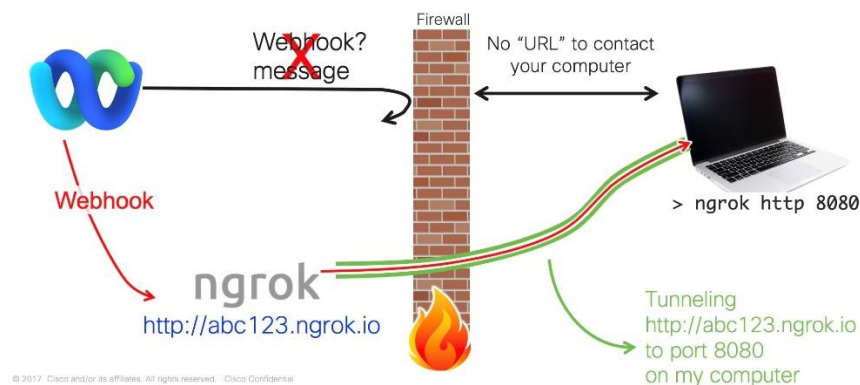 Firewall
Webhook?
message
X
No “URL” to contact
your computer
Webhook
> ngrok http 8080
ngrok
http://abc123.ngrok.io
Tunneling
http://abc123.ngrok.io
to port 8080
on my computer
© 2017 Cisco and/or its affiliates. All rights reserved. Cisco Confidential